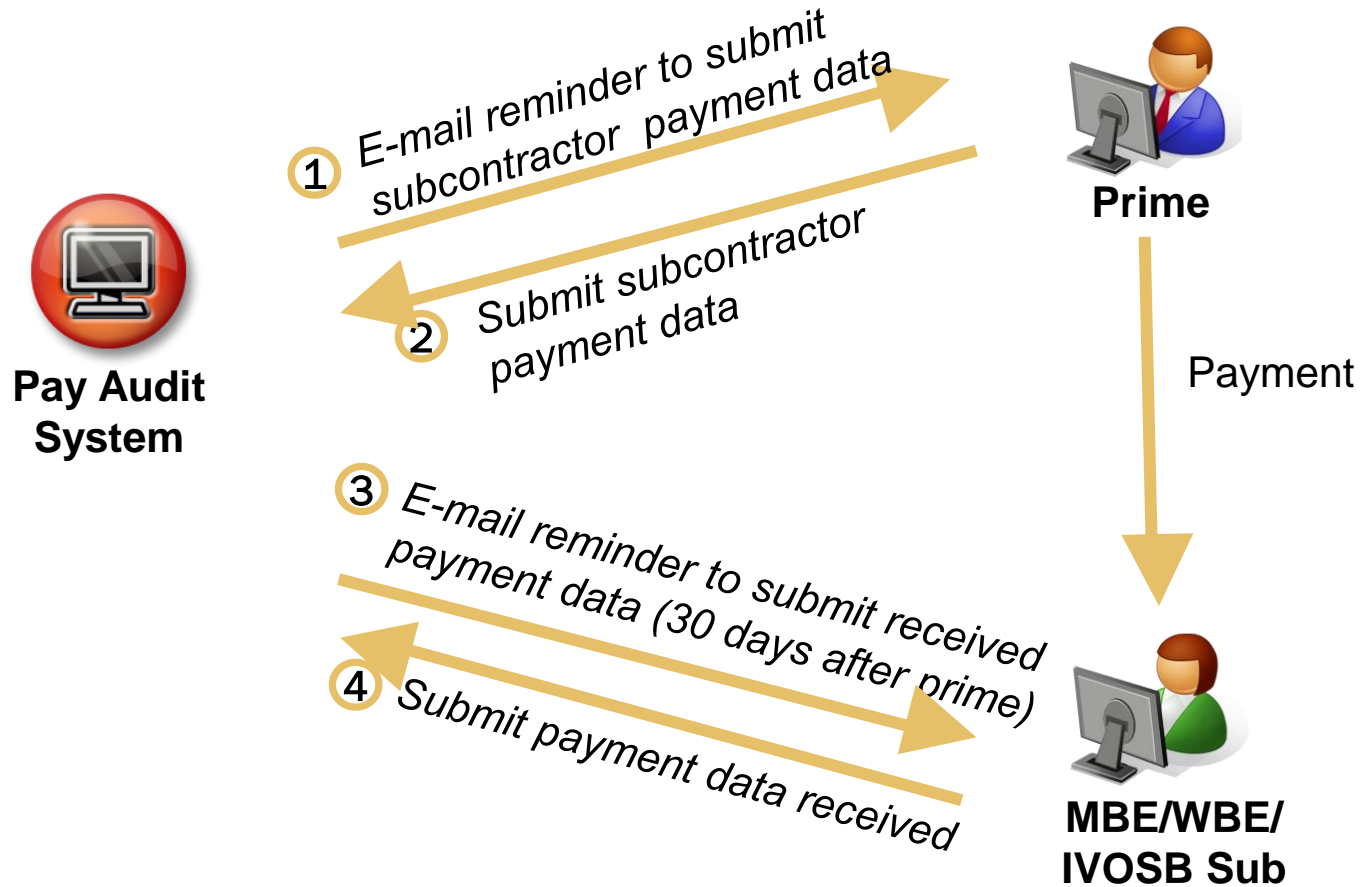 ① E-mail reminder to submit
subcontractor payment data
Prime
② Submit subcontractor
payment data
Pay Audit
System
Payment
③ E-mail reminder to submit received
payment data (30 days after prime)
④ Submit payment data received
MBE/WBE/
IVOSB Sub